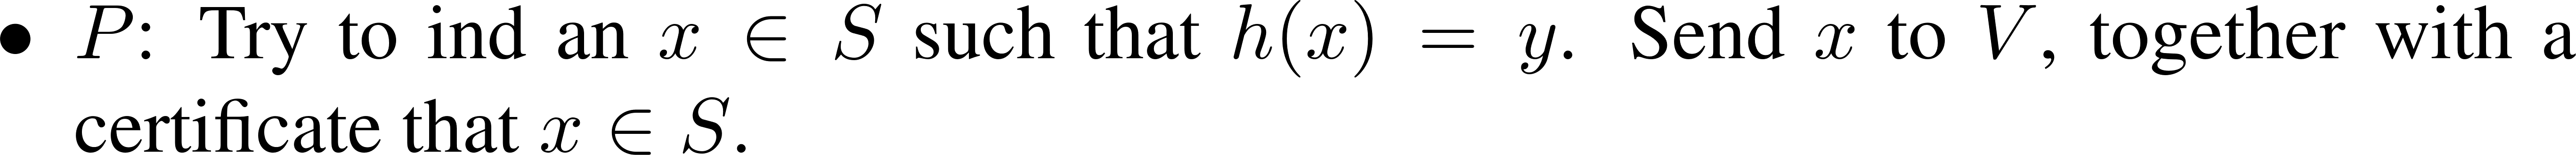 • P: Try to ind an x ∈ S such that h(x) = y. Send x to V, together with a
certificate that x ∈ S.